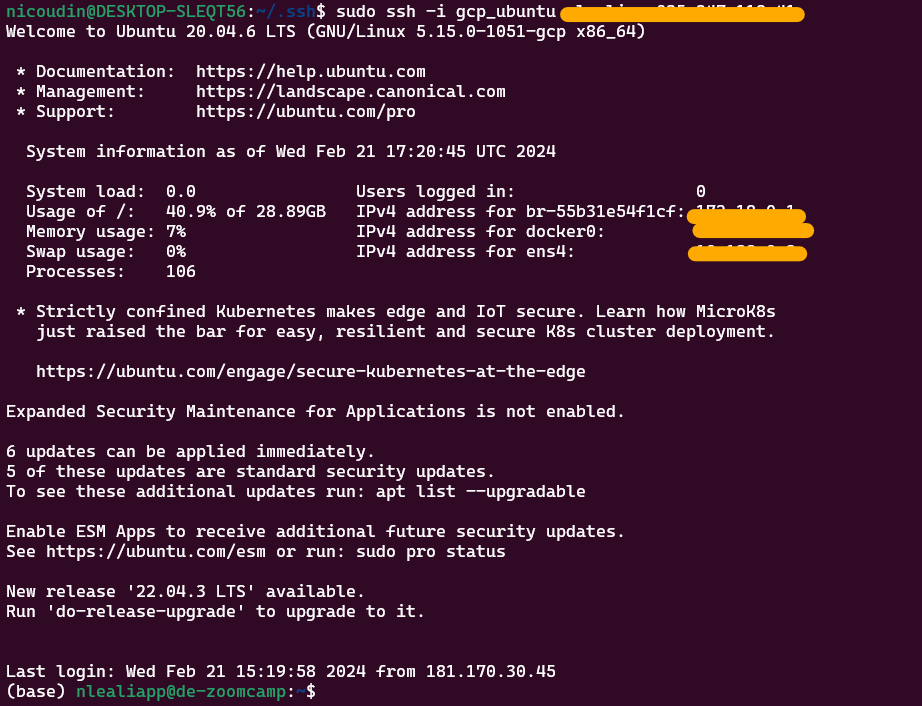 nicoudin@DESKTOP-SLEQT56:~/.ssh$ sudo ssh -i gcp_ubuntu
Welcome to Ubuntu 20.04.6 LTS (GNU/Linux 5.15.0-1051-gcp x86_64)
* Documentation:  https://help.ubuntu.com
* Management:     https://landscape.canonical.com
* Support:        https://ubuntu.com/pro
System information as of Wed Feb 21 17:20:45 UTC 2024
System load:  0.0                Users logged in:                  0
Usage of /:   40.9% of 28.89GB   IPv4 address for br-55b31e54f1cf:
Memory usage: 7%                 IPv4 address for docker0:
Swap usage:   0%                 IPv4 address for ens4:
Processes:    106
* Strictly confined Kubernetes makes edge and IoT secure. Learn how MicroK8s
just raised the bar for easy, resilient and secure K8s cluster deployment.
https://ubuntu.com/engage/secure-kubernetes-at-the-edge
Expanded Security Maintenance for Applications is not enabled.
6 updates can be applied immediately.
5 of these updates are standard security updates.
To see these additional updates run: apt list --upgradable
Enable ESM Apps to receive additional future security updates.
See https://ubuntu.com/esm or run: sudo pro status
New release '22.04.3 LTS' available.
Run 'do-release-upgrade' to upgrade to it.
Last login: Wed Feb 21 15:19:58 2024 from 181.170.30.45
(base) nlealiapp@de-zoomcamp:~$